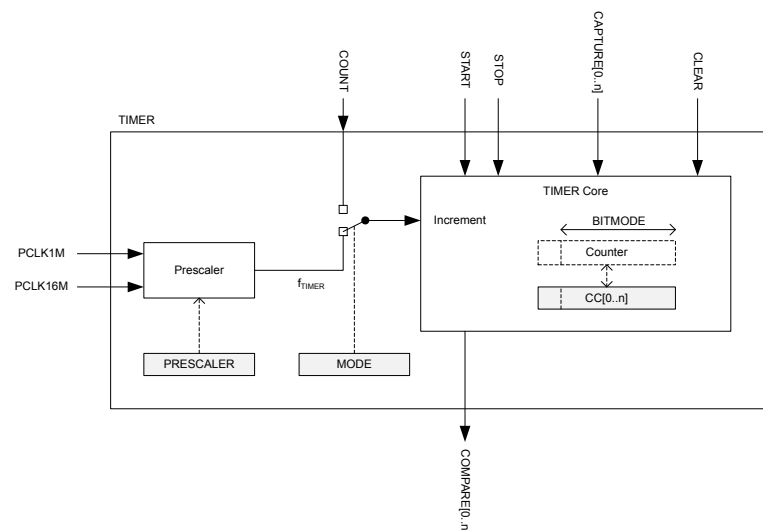 COUNT
START
STOP
CAPTURE[0..n]
CLEAR
TIMER
TIMER Core
Increment
BITMODE
Counter
CC[0..n]
PCLK1M
PCLK16M
Prescaler
fTIMER
PRESCALER
MODE
COMPARE[0..n]